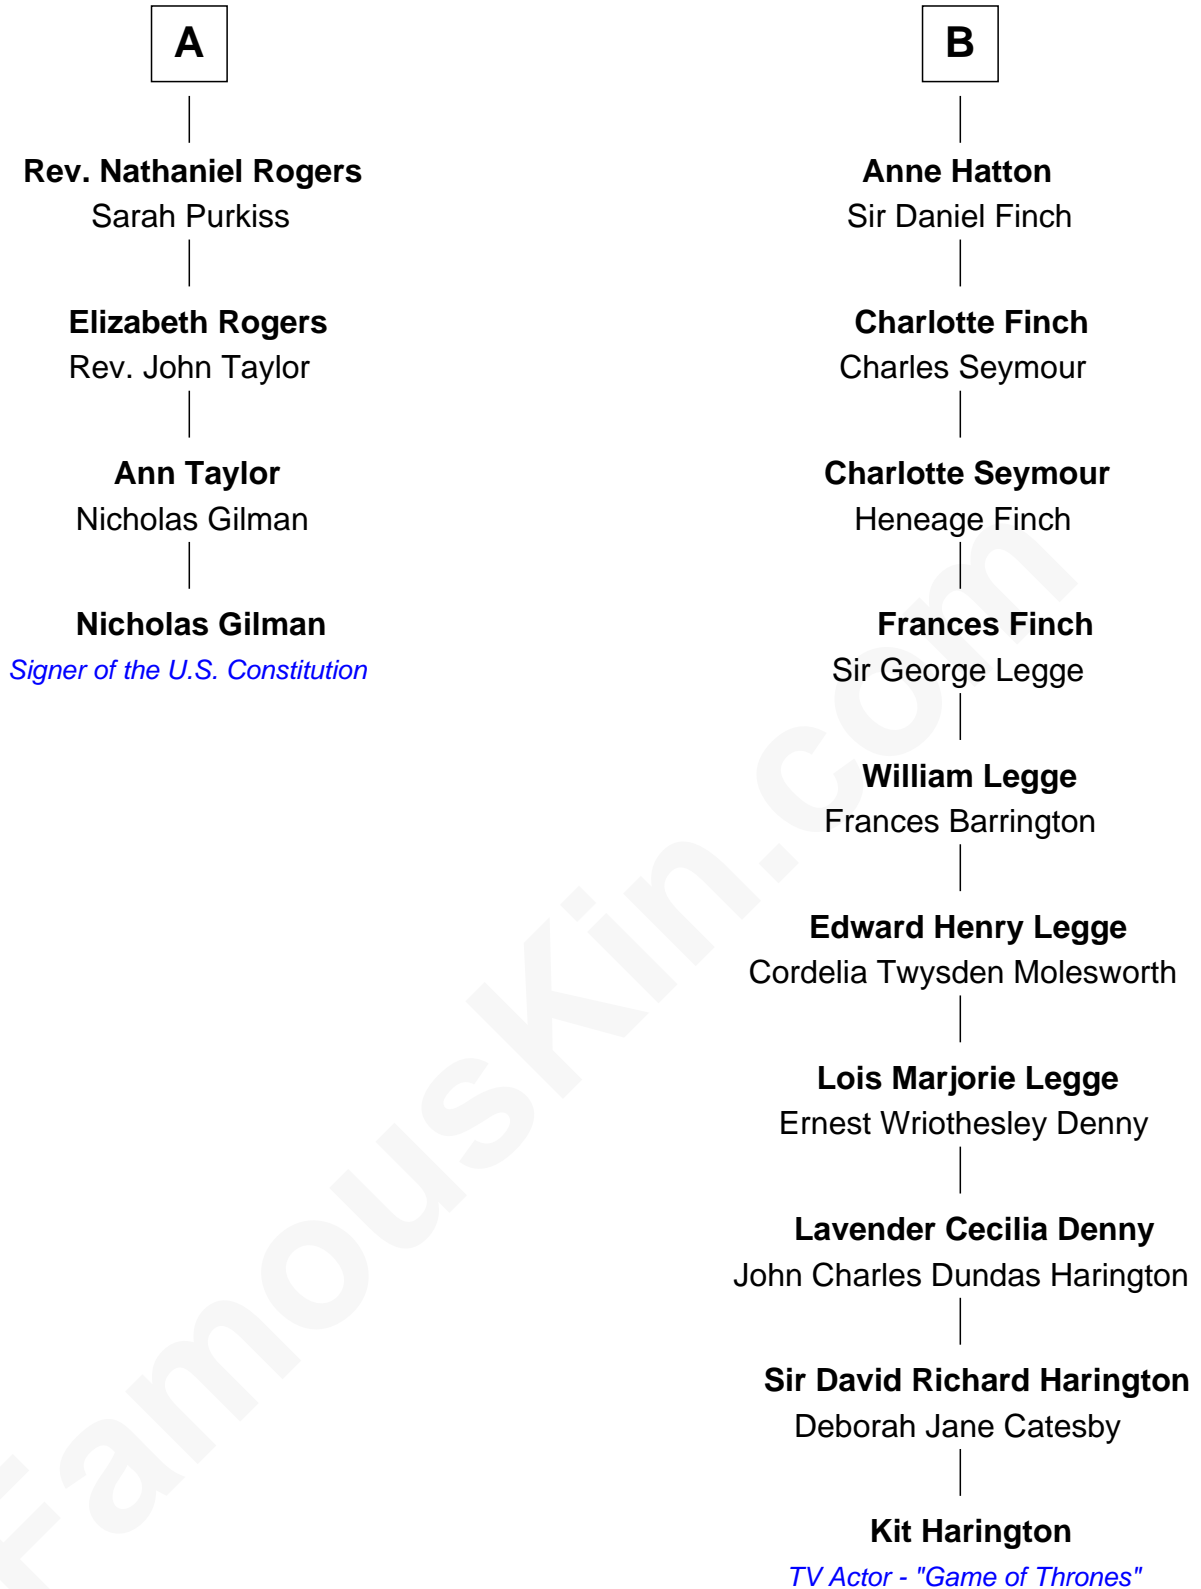 A
Rev. Nathaniel Rogers
Sarah Purkiss
Elizabeth Rogers
Rev. John Taylor
Ann Taylor
Nicholas Gilman
Nicholas Gilman
Signer of the U.S. Constitution
B
Anne Hatton
Sir Daniel Finch
Charlotte Finch
Charles Seymour
Charlotte Seymour
Heneage Finch
Frances Finch
Sir George Legge
William Legge
Frances Barrington
Edward Henry Legge
Cordelia Twysden Molesworth
Lois Marjorie Legge
Ernest Wriothesley Denny
Lavender Cecilia Denny
John Charles Dundas Harington
Sir David Richard Harington
Deborah Jane Catesby
Kit Harington
TV Actor - "Game of Thrones"
FamousKin.com